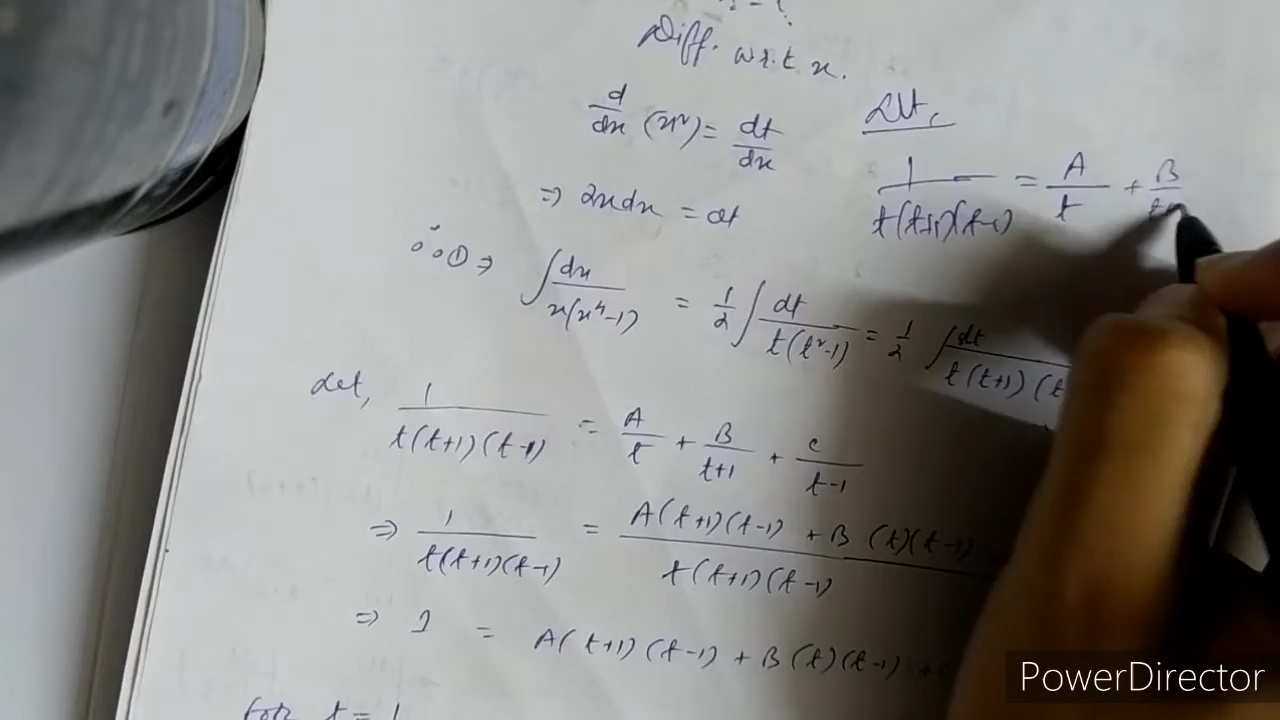 Diff. w.r.t x.
d/dx (x²) = dt/dx
⇒ 2x dx = dt
Let,
1/(t(t+1)(t-1)) = A/t + B/
∴ ① ⇒ ∫ dx/(x(x⁴-1)) = 1/2 ∫ dt/(t(t²-1)) = 1/2 ∫ dt/(t(t+1)(t
Let, 1/(t(t+1)(t-1)) = A/t + B/(t+1) + C/(t-1)
⇒ 1/(t(t+1)(t-1)) = A(t+1)(t-1) + B(t)(t-1) / t(t+1)(t-1)
⇒ 1 = A(t+1)(t-1) + B(t)(t-1) +
for t = 1
PowerDirector